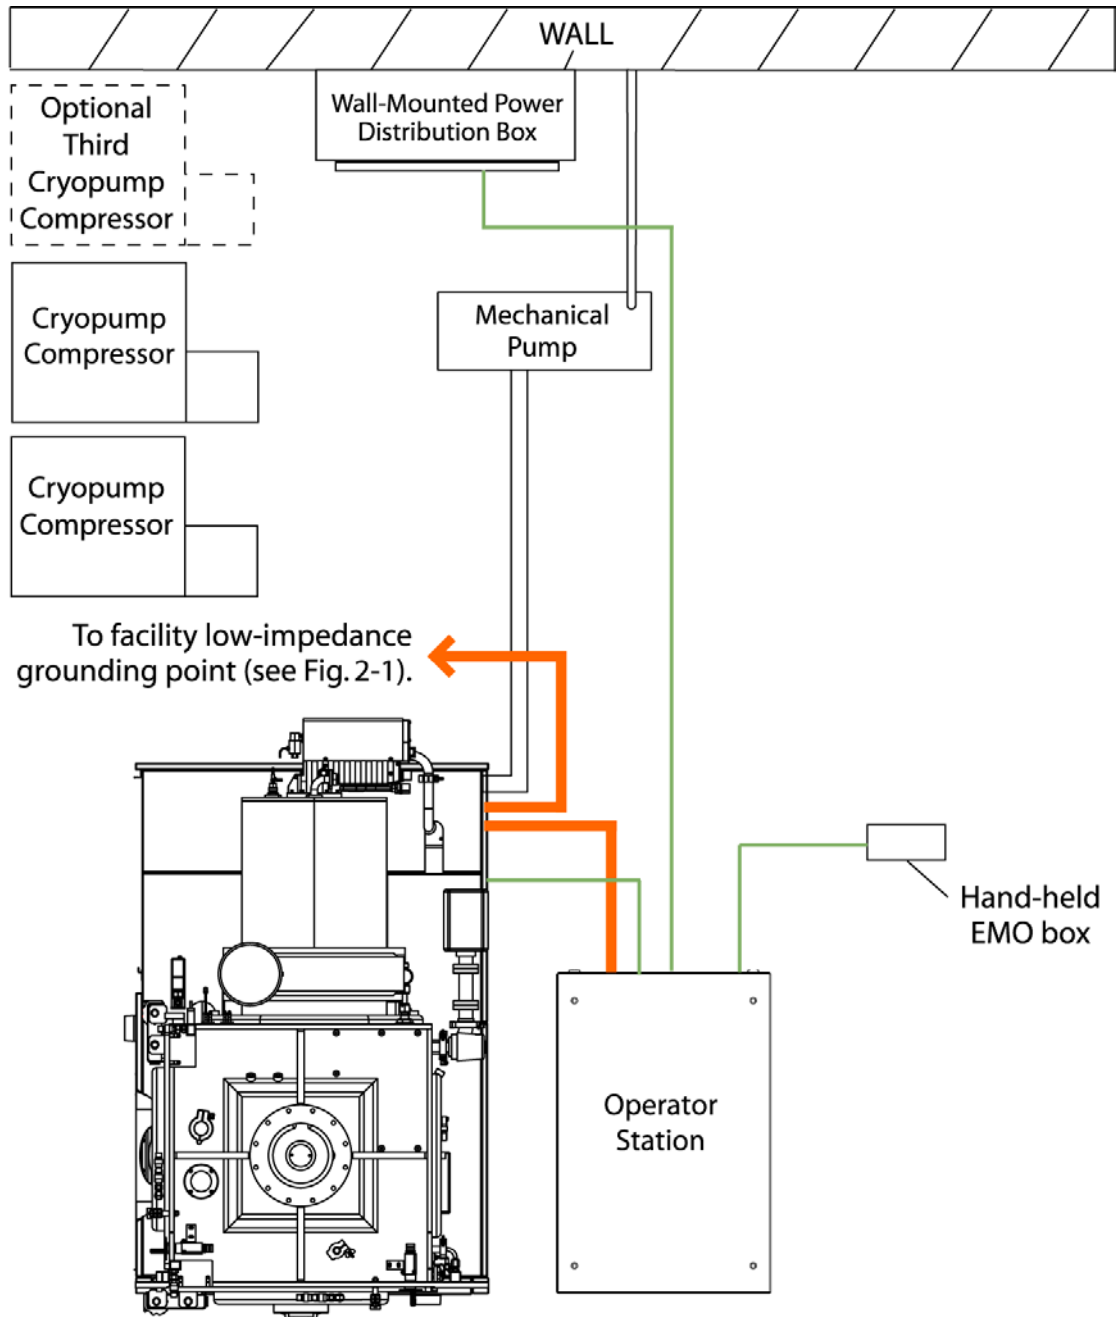 WALL
Wall-Mounted Power
Distribution Box
Optional
Third
Cryopump
Compressor
Cryopump
Compressor
Mechanical
Pump
Cryopump
Compressor
To facility low-impedance
grounding point (see Fig. 2-1).
Hand-held
EMO box
Operator
Station